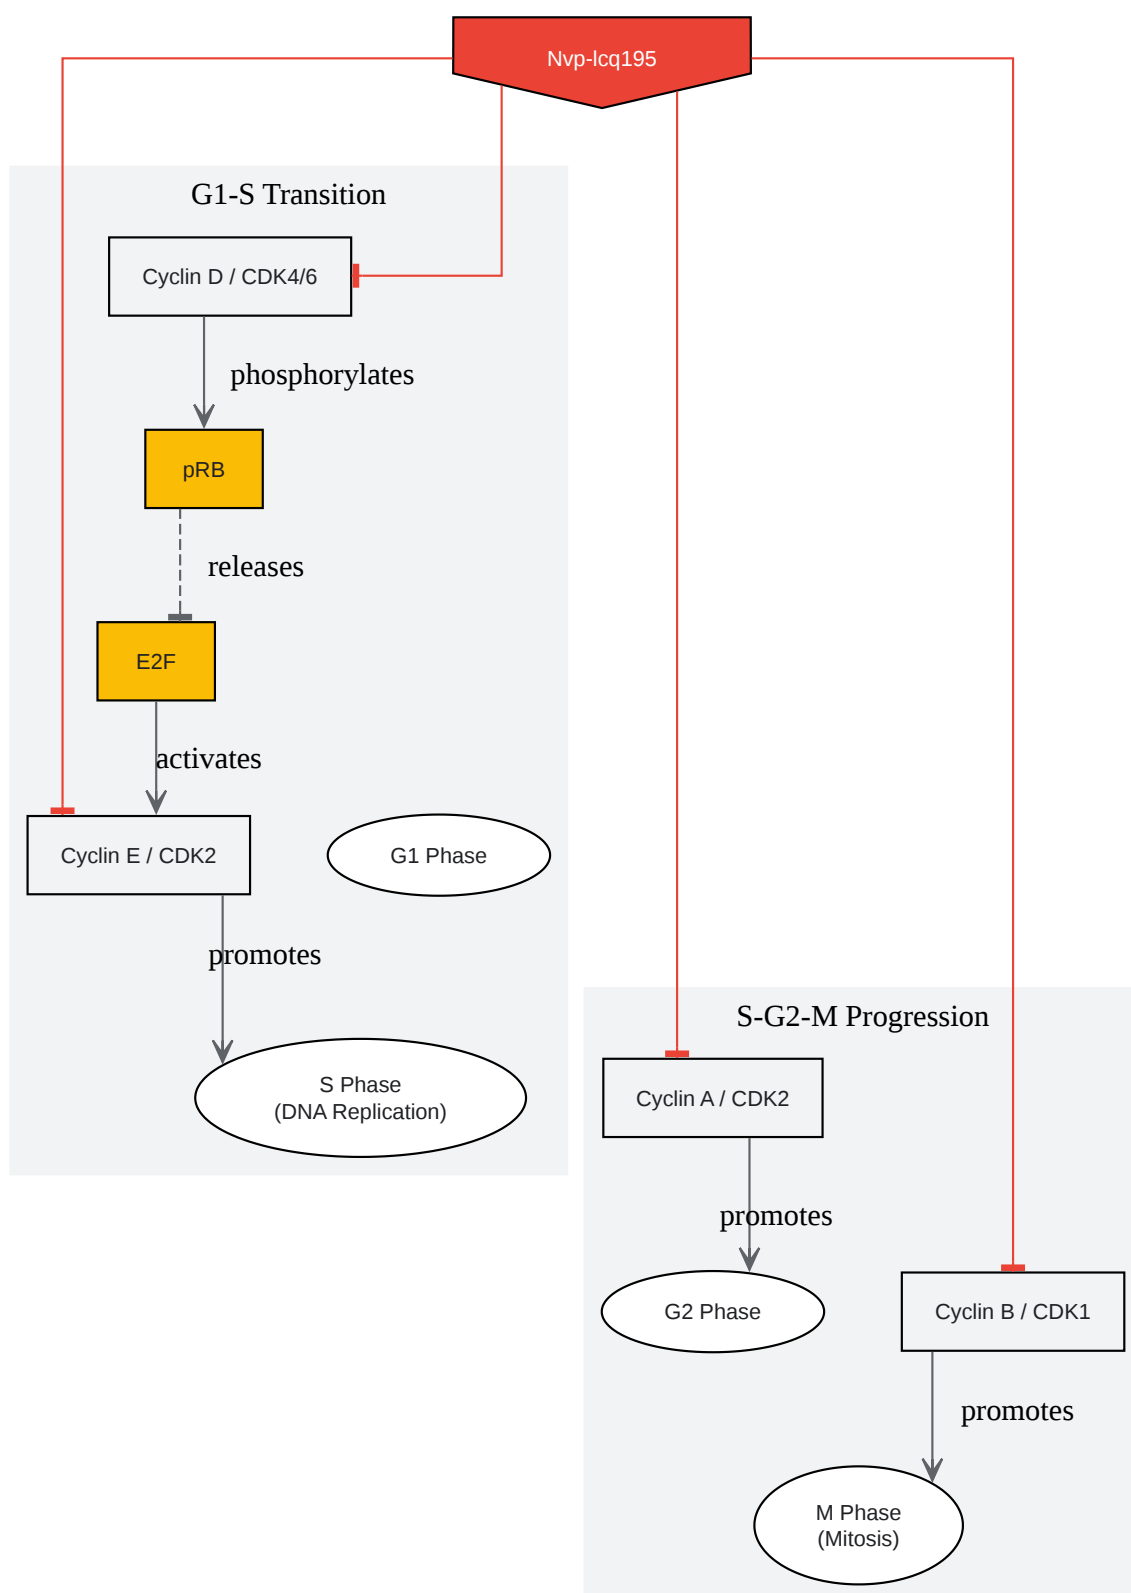 Nvp-lcq195
G1-S Transition
Cyclin D / CDK4/6
phosphorylates
pRB
releases
E2F
activates
Cyclin E / CDK2
G1 Phase
promotes
S Phase
(DNA Replication)
S-G2-M Progression
Cyclin A / CDK2
promotes
G2 Phase
Cyclin B / CDK1
promotes
M Phase
(Mitosis)